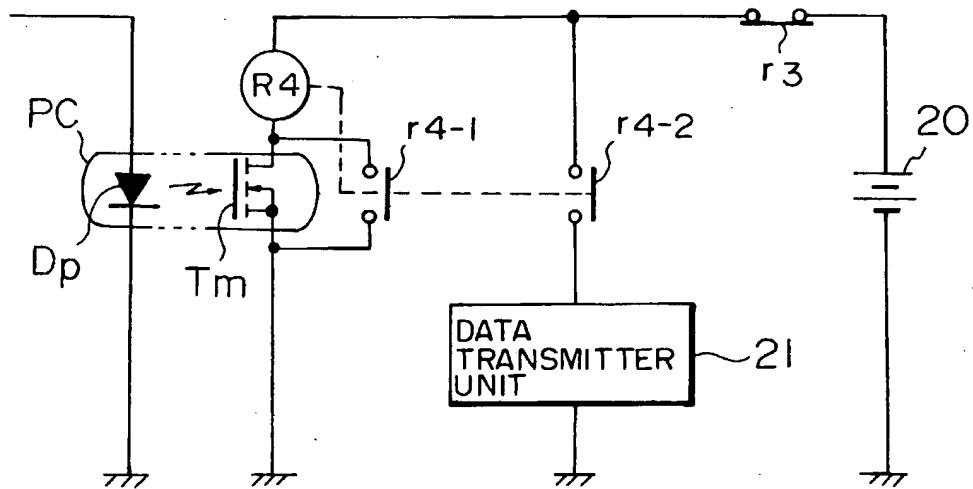 r3
R4
PC
r4-1
r4-2
20
Dp
Tm
DATA
TRANSMITTER
UNIT
21